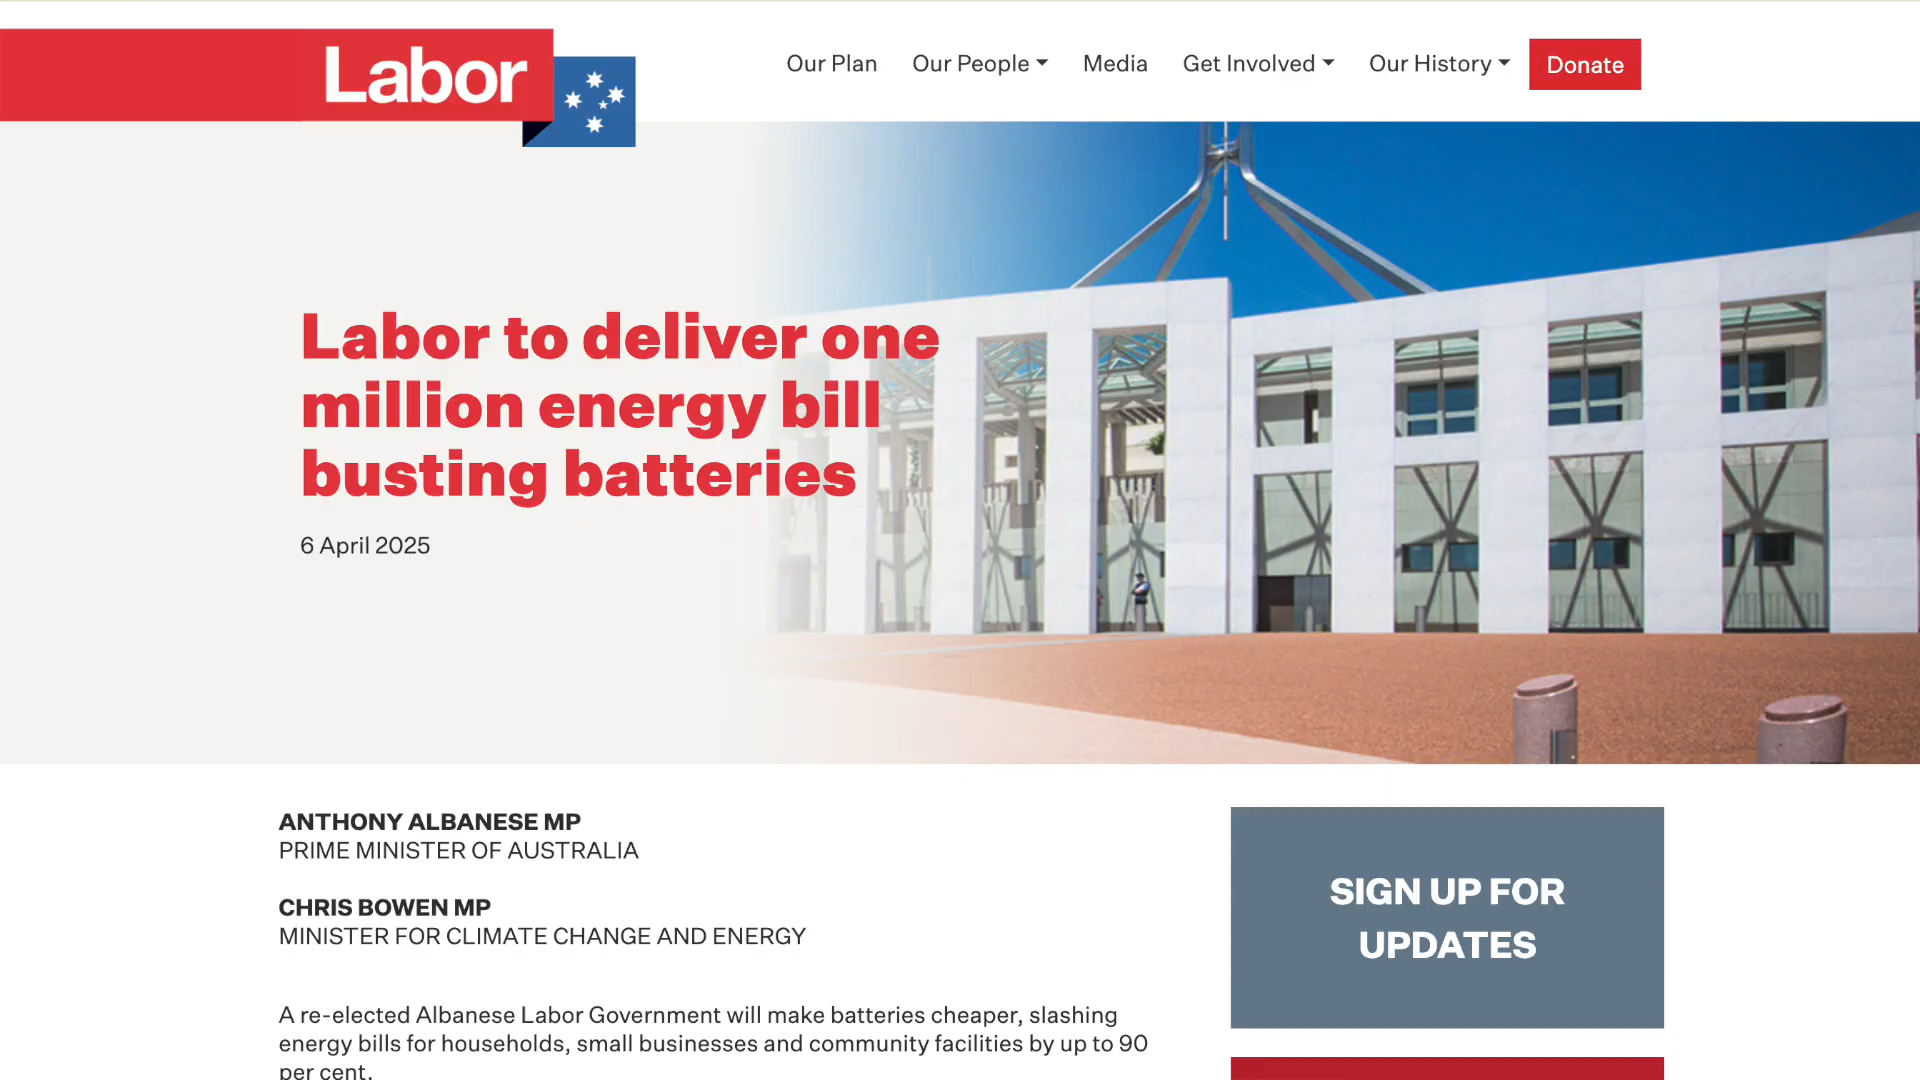 Labor
Our Plan
Our People
Media
Get Involved
Our History
Donate
Labor to deliver one
million energy bill
busting batteries
6 April 2025
ANTHONY ALBANESE MP
PRIME MINISTER OF AUSTRALIA
CHRIS BOWEN MP
MINISTER FOR CLIMATE CHANGE AND ENERGY
A re-elected Albanese Labor Government will make batteries cheaper, slashing
energy bills for households, small businesses and community facilities by up to 90
per cent.
SIGN UP FOR
UPDATES